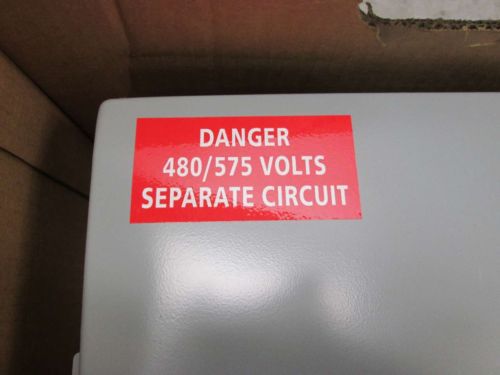 DANGER
480/575 VOLTS
SEPARATE CIRCUIT